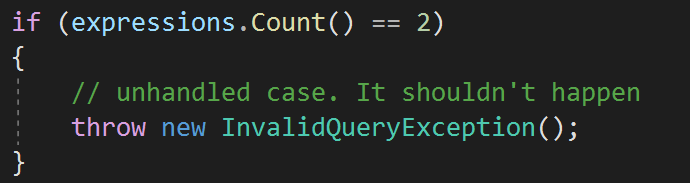 if (expressions.Count() == 2)
{
// unhandled case. It shouldn't happen
throw new InvalidQueryException();
}